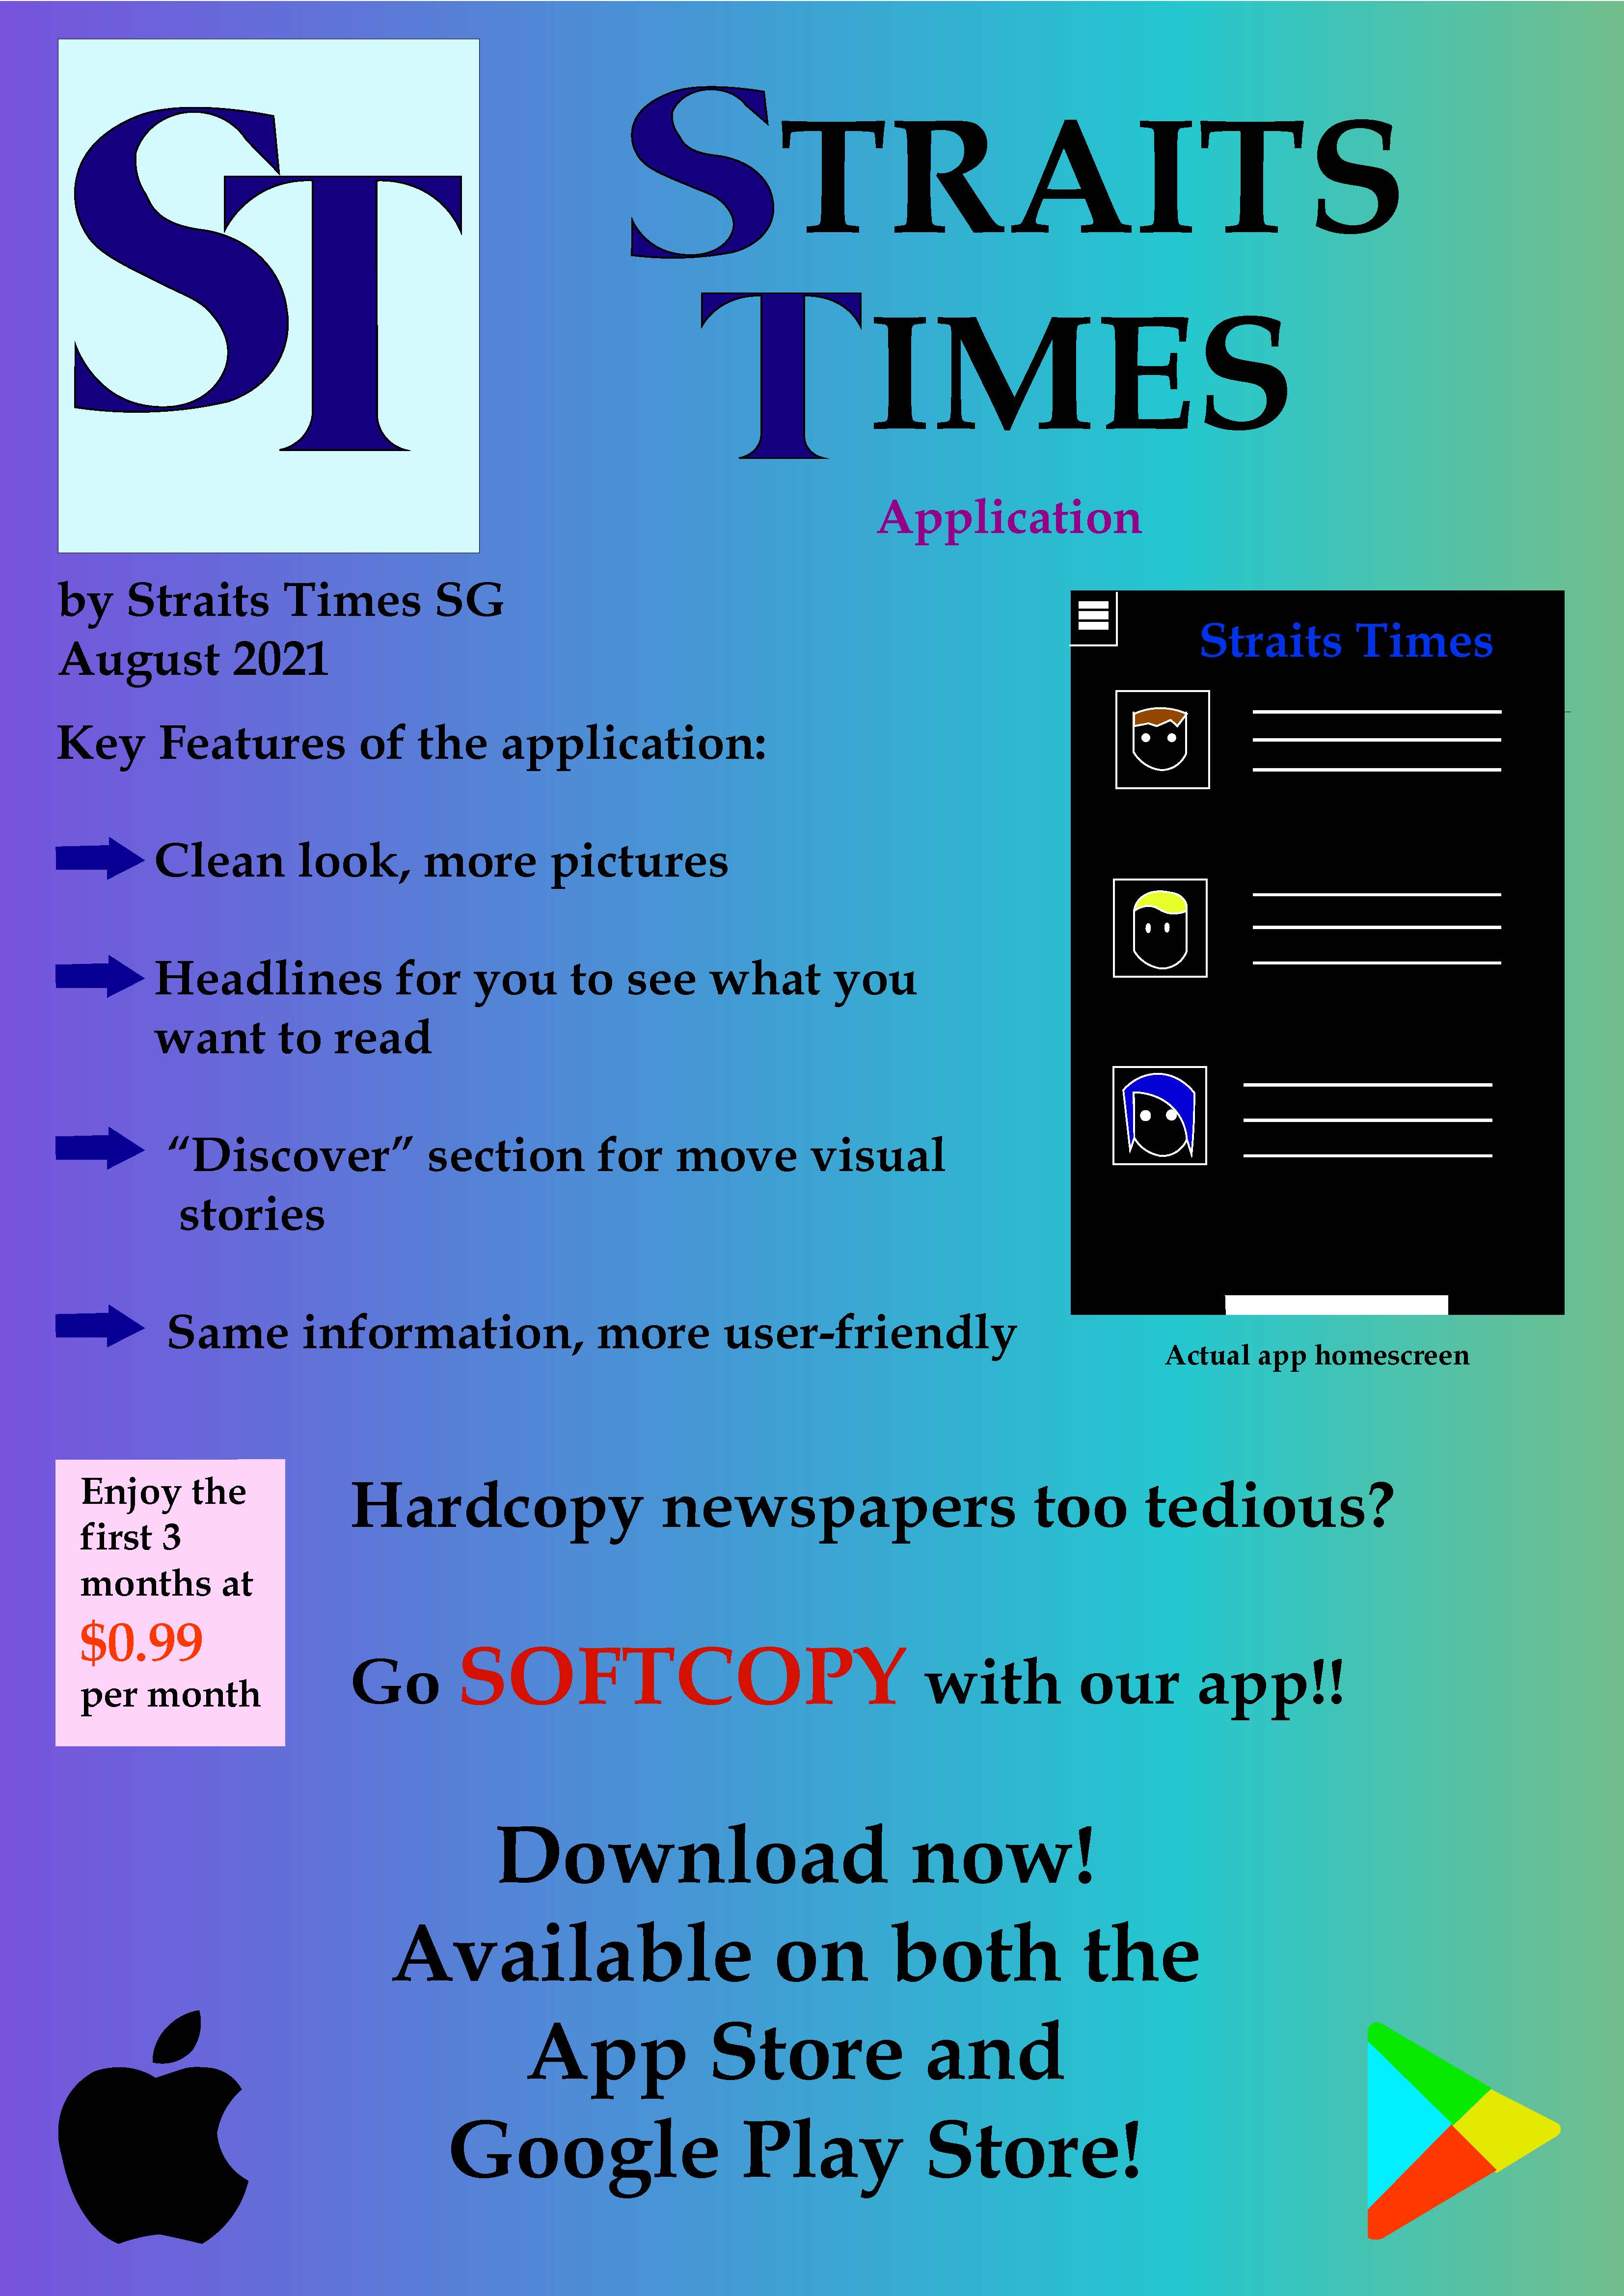 ST
STRAITS
TIMES
Application
by Straits Times SG
August 2021
Key Features of the application:
Clean look, more pictures
Headlines for you to see what you
want to read
“Discover” section for move visual
stories
Same information, more user-friendly
Straits Times
Actual app homescreen
Enjoy the
first 3
months at
$0.99
per month
Hardcopy newspapers too tedious?
Go SOFTCOPY with our app!!
Download now!
Available on both the
App Store and
Google Play Store!